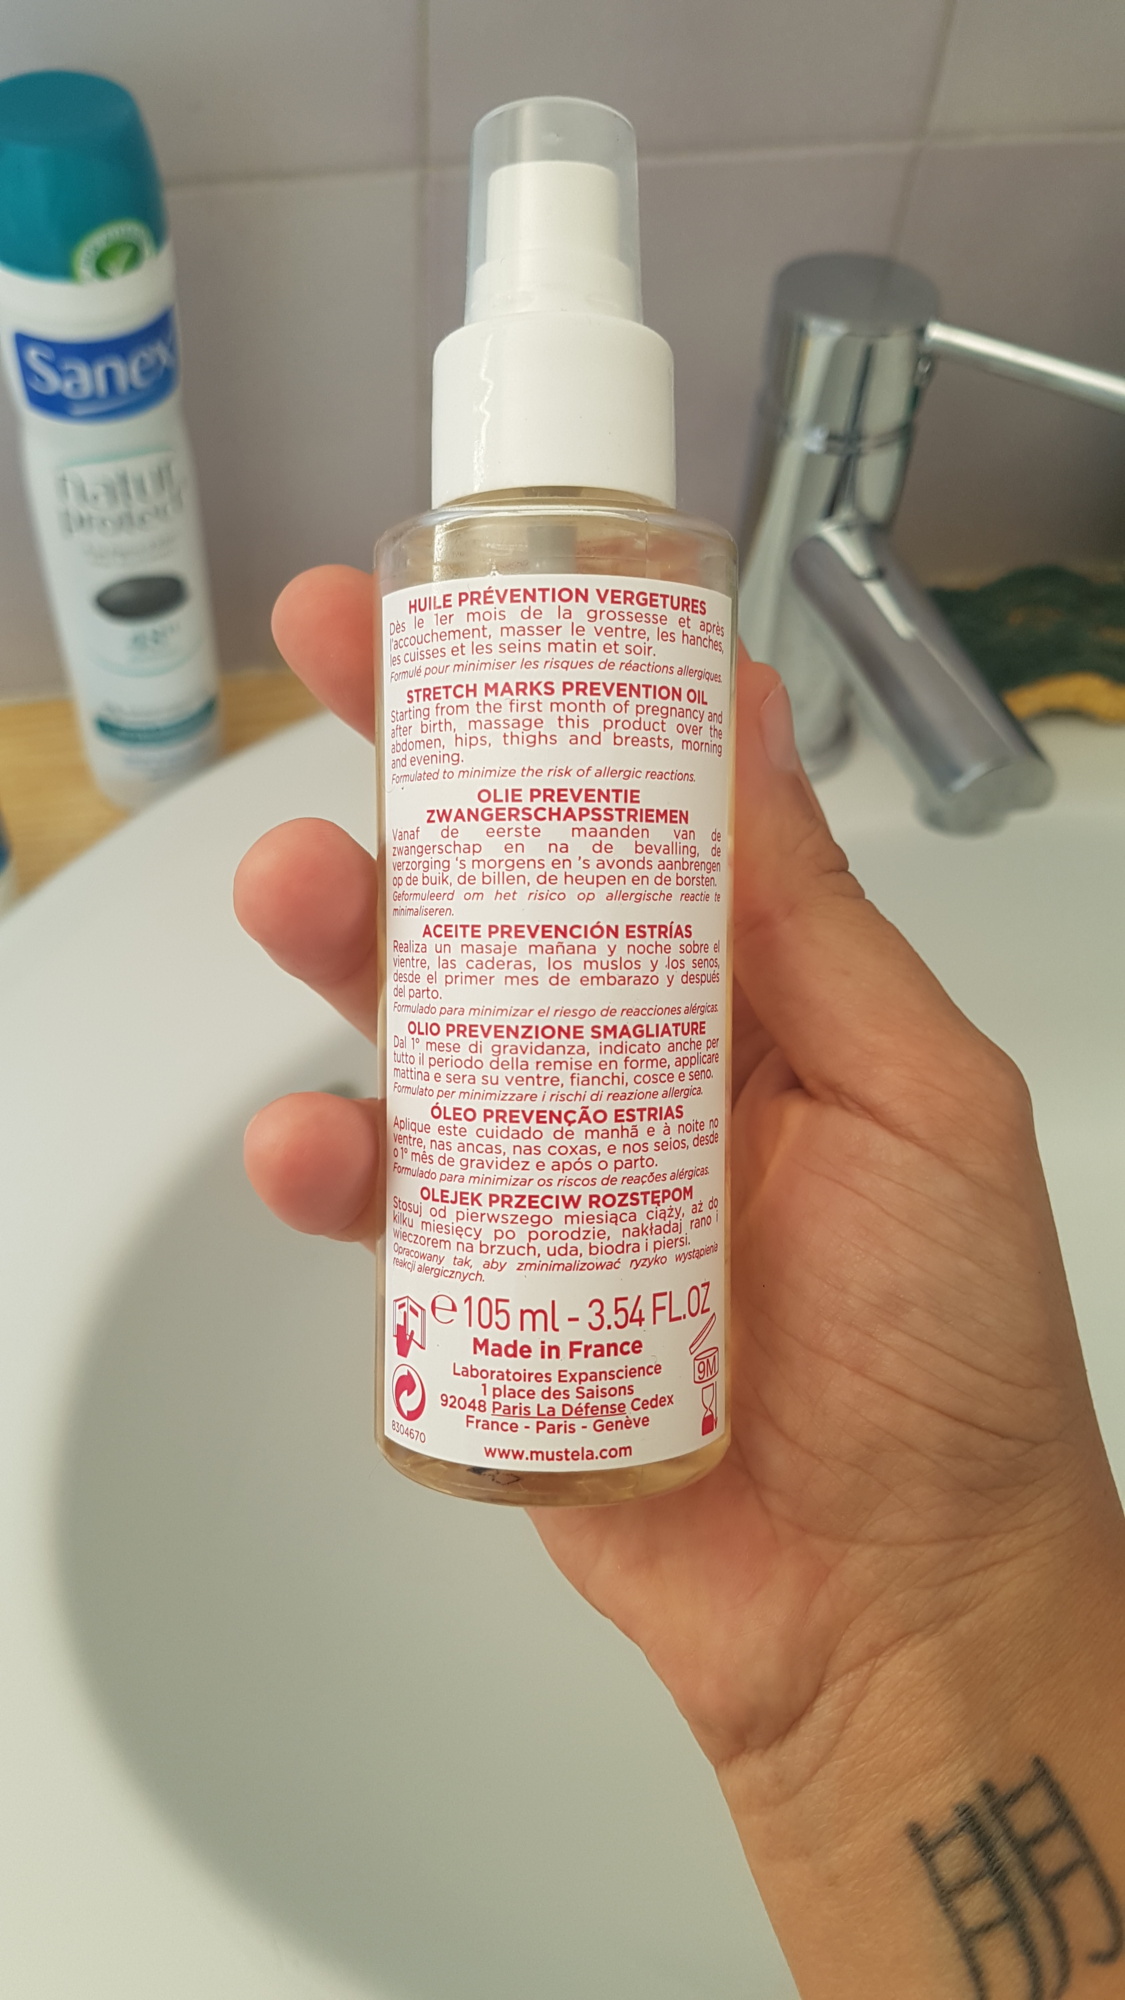 Sanex
natur
protect
HUILE PRÉVENTION VERGETURES
Dès le 1er mois de la grossesse et après
l'accouchement, masser le ventre, les hanches,
les cuisses et les seins matin et soir.
Formulé pour minimiser les risques de réactions allergiques.
STRETCH MARKS PREVENTION OIL
Starting from the first month of pregnancy and
after birth, massage this product over the
abdomen, hips, thighs and breasts, morning
and evening.
Formulated to minimize the risk of allergic reactions.
OLIE PREVENTIE
ZWANGERSCHAPSSTRIEMEN
Vanaf de eerste maanden van de
zwangerschap en na de bevalling, de
verzorging 's morgens en 's avonds aanbrengen
op de buik, de billen, de heupen en de borsten.
Geformuleerd om het risico op allergische reactie te
minimaliseren.
ACEITE PREVENCIÓN ESTRÍAS
Realiza un masaje mañana y noche sobre el
vientre, las caderas, los muslos y los senos,
desde el primer mes de embarazo y después
del parto.
Formulado para minimizar el riesgo de reacciones alérgicas.
OLIO PREVENZIONE SMAGLIATURE
Dal 1° mese di gravidanza, indicato anche per
tutto il periodo della remise en forme, applicare
mattina e sera su ventre, fianchi, cosce e seno.
Formulato per minimizzare i rischi di reazione allergica.
ÓLEO PREVENÇÃO ESTRIAS
Aplique este cuidado de manhã e à noite no
ventre, nas ancas, nas coxas, e nos seios, desde
o 1° mês de gravidez e após o parto.
Formulado para minimizar os riscos de reações alérgicas.
OLEJEK PRZECIW ROZSTĘPOM
Stosuj od pierwszego miesiąca ciąży, aż do
kilku miesięcy po porodzie, nakładaj rano i
wieczorem na brzuch, uda, biodra i piersi.
Opracowany tak, aby zminimalizować ryzyko wystąpienia
reakcji alergicznych.
e 105 ml - 3.54 FL.OZ
Made in France
Laboratoires Expanscience
1 place des Saisons
92048 Paris La Défense Cedex
France - Paris - Genève
www.mustela.com
9M
8304670